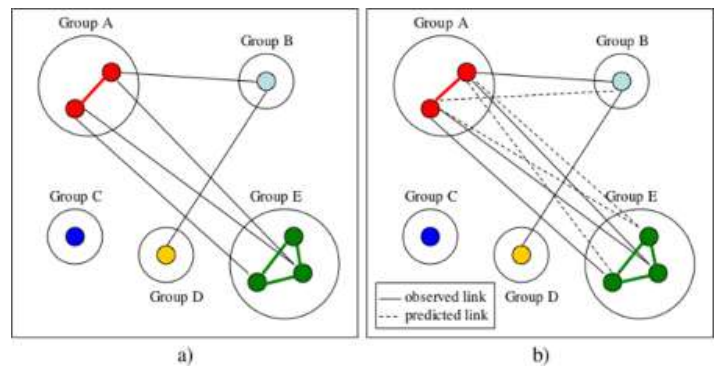 Group A
Group B
Group C
Group E
Group D
a)
Group A
Group B
Group C
Group E
Group D
observed link
predicted link
b)